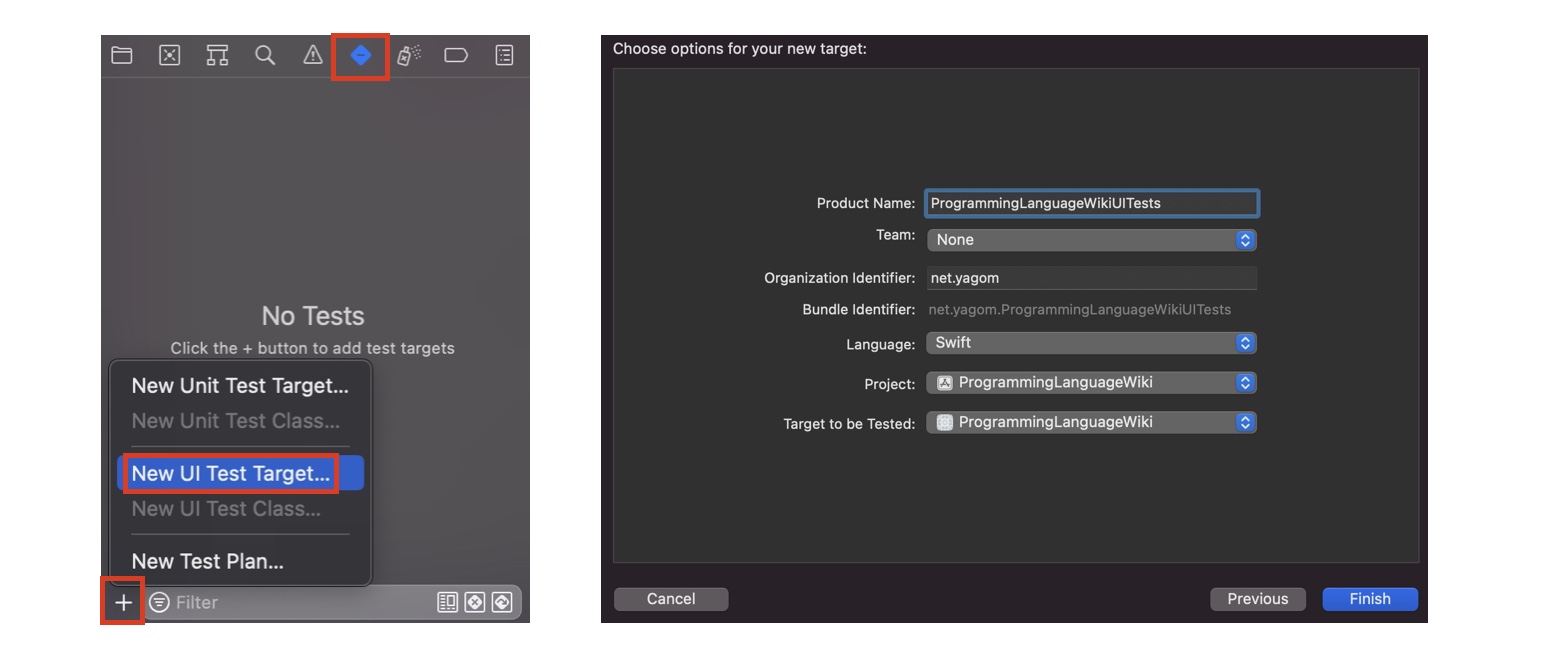 No Tests
Click the + button to add test targets
New Unit Test Target...
New Unit Test Class...
New UI Test Target...
New UI Test Class...
New Test Plan...
Filter
Choose options for your new target:
Product Name: ProgrammingLanguageWikiUITests
Team: None
Organization Identifier: net.yagom
Bundle Identifier: net.yagom.ProgrammingLanguageWikiUITests
Language: Swift
Project: ProgrammingLanguageWiki
Target to be Tested: ProgrammingLanguageWiki
Cancel Previous Finish